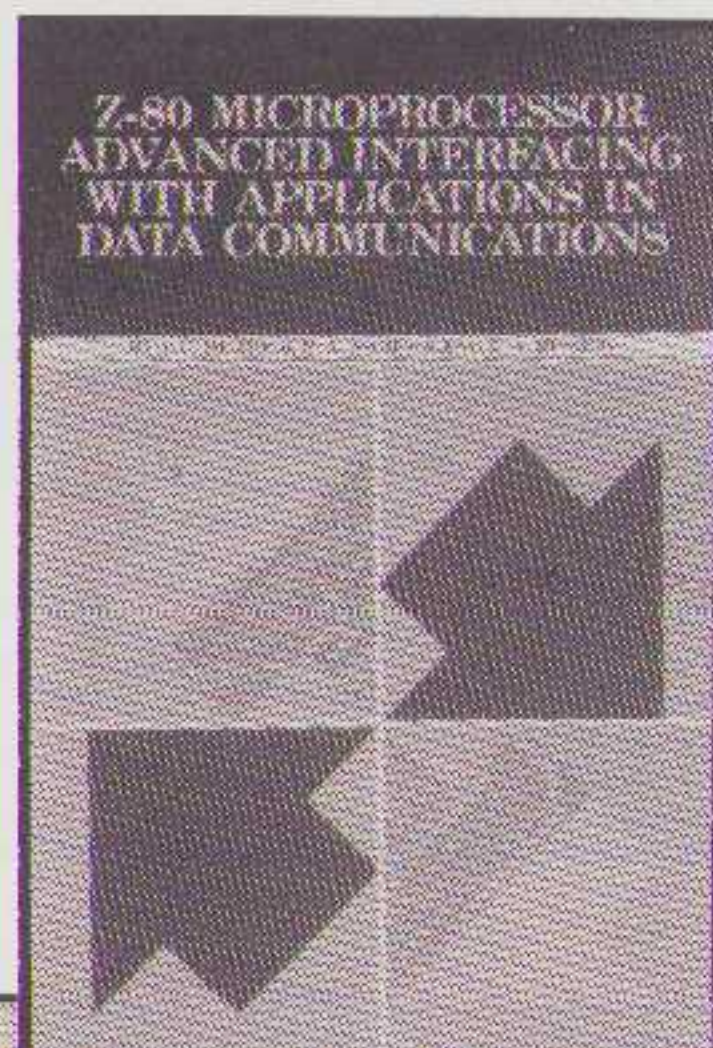 Z-80 MICROPROCESSOR
ADVANCED INTERFACING
WITH APPLICATIONS IN
DATA COMMUNICATIONS